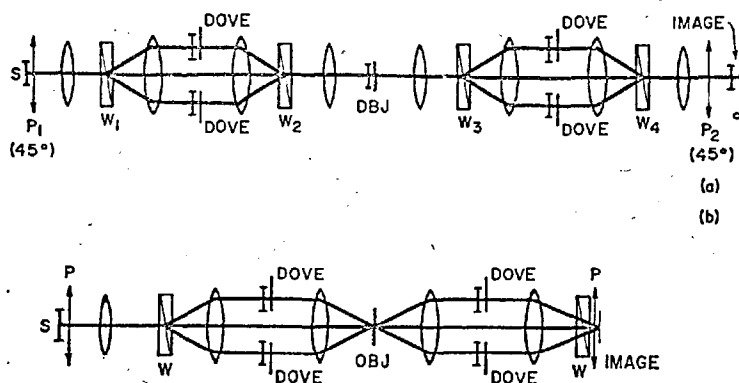 DOVE DOVE IMAGE
S DBJ
P1 W1 DOVE W2 W3 DOVE W4 P2
(45°) (45°)
(a)
(b)
P DOVE DOVE P
S
W DOVE OBJ DOVE W IMAGE